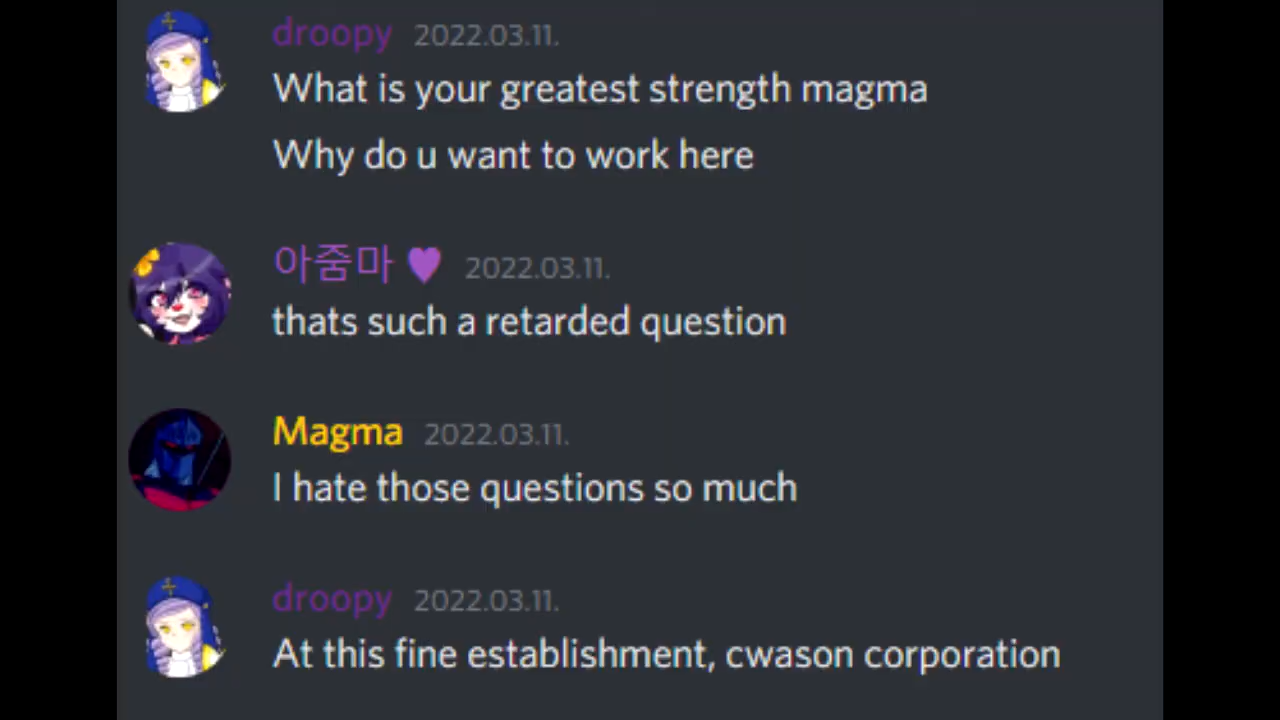 droopy 2022.03.11.
What is your greatest strength magma
Why do u want to work here
아줌마 💜 2022.03.11.
thats such a retarded question
Magma 2022.03.11.
I hate those questions so much
droopy 2022.03.11.
At this fine establishment, cwason corporation